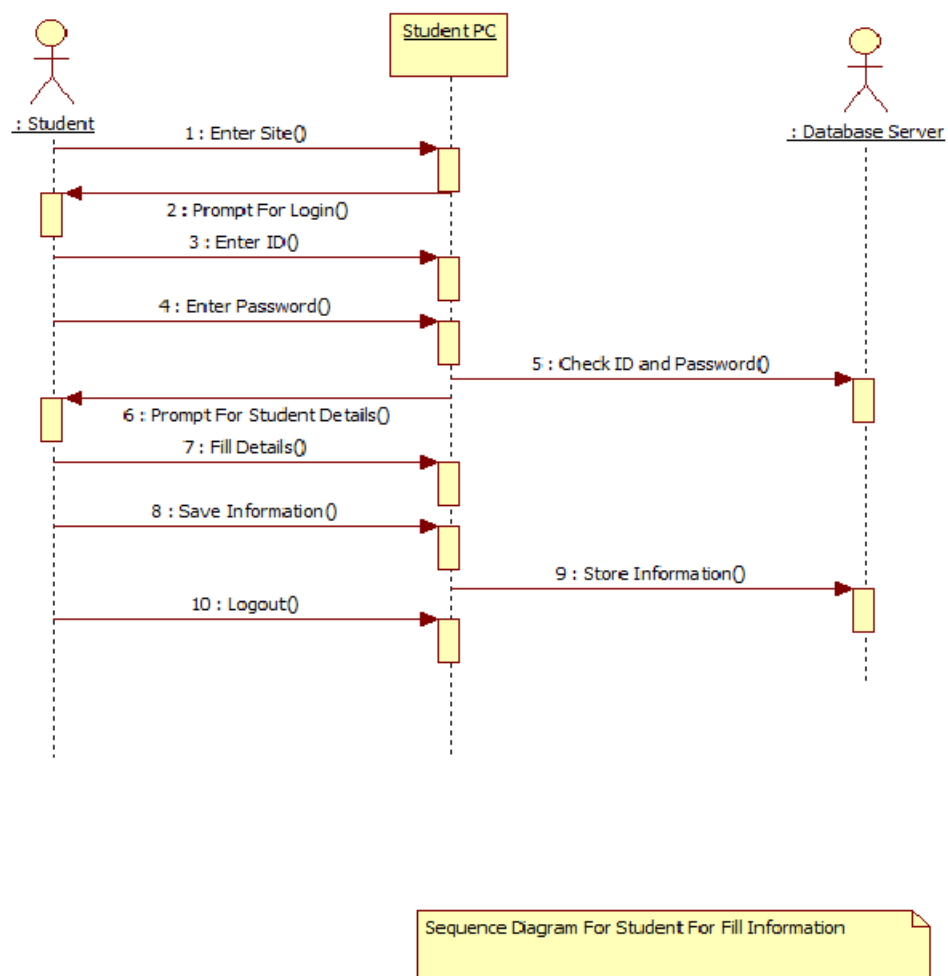 Student PC
: Student
: Database Server
1 : Enter Site()
2 : Prompt For Login()
3 : Enter ID()
4 : Enter Password()
5 : Check ID and Password()
6 : Prompt For Student Details()
7 : Fill Details()
8 : Save Information()
9 : Store Information()
10 : Logout()
Sequence Diagram For Student For Fill Information